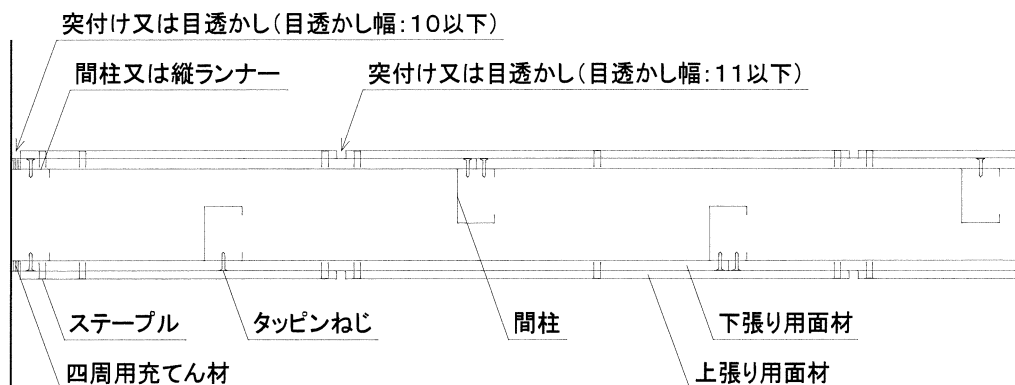 突付け又は目透かし(目透かし幅:10以下)
間柱又は縦ランナー
突付け又は目透かし(目透かし幅:11以下)
ステープル
タッピンねじ
間柱
下張り用面材
四周用充てん材
上張り用面材